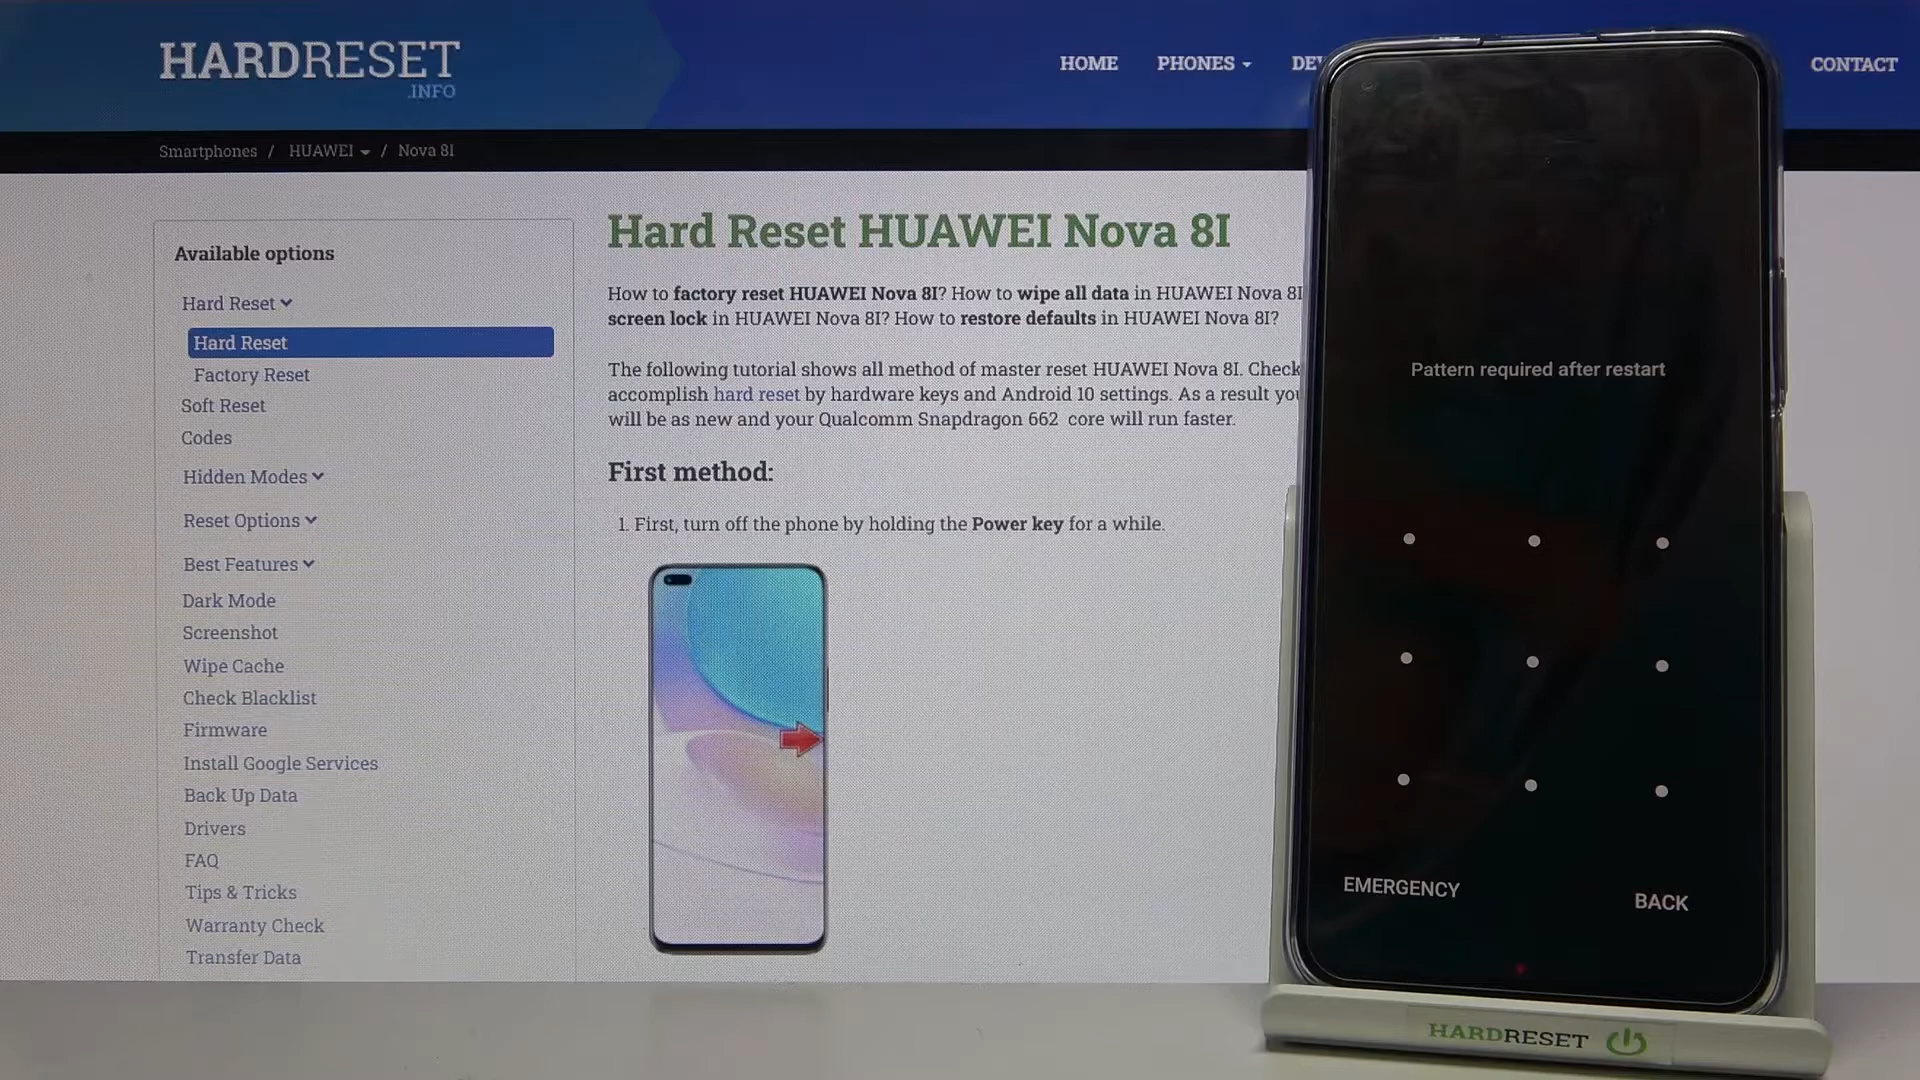 HARDRESET
.INFO
HOME PHONES DEV CONTACT
Smartphones / HUAWEI / Nova 8I
Available options
Hard Reset
Hard Reset
Factory Reset
Soft Reset
Codes
Hidden Modes
Reset Options
Best Features
Dark Mode
Screenshot
Wipe Cache
Check Blacklist
Firmware
Install Google Services
Back Up Data
Drivers
FAQ
Tips & Tricks
Warranty Check
Transfer Data
Hard Reset HUAWEI Nova 8I
How to factory reset HUAWEI Nova 8I? How to wipe all data in HUAWEI Nova 8I
screen lock in HUAWEI Nova 8I? How to restore defaults in HUAWEI Nova 8I?
The following tutorial shows all method of master reset HUAWEI Nova 8I. Check
accomplish hard reset by hardware keys and Android 10 settings. As a result you
will be as new and your Qualcomm Snapdragon 662 core will run faster.
First method:
1. First, turn off the phone by holding the Power key for a while.
Pattern required after restart
EMERGENCY
BACK
HARDRESET